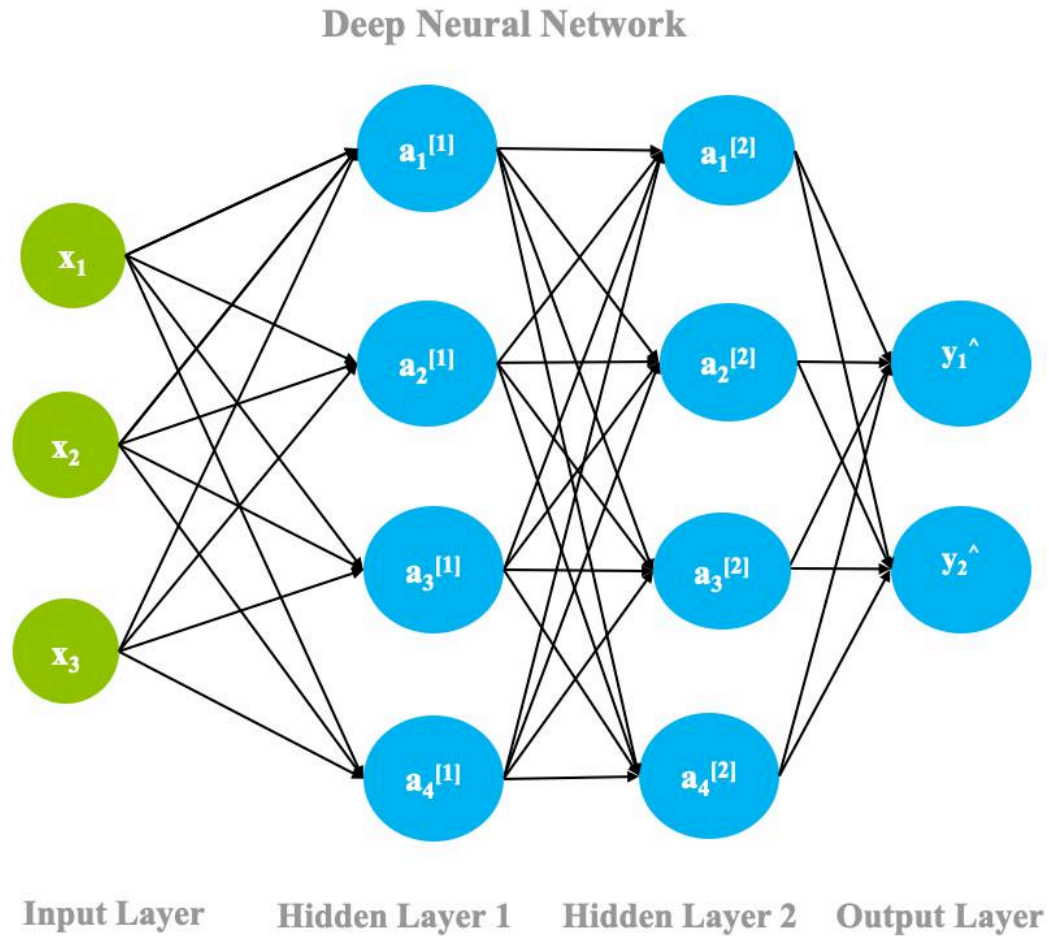 Deep Neural Network
a₁[1] a₁[2]
x₁
a₂[1] a₂[2] y₁^
x₂
a₃[1] a₃[2] y₂^
x₃
a₄[1] a₄[2]
Input Layer Hidden Layer 1 Hidden Layer 2 Output Layer